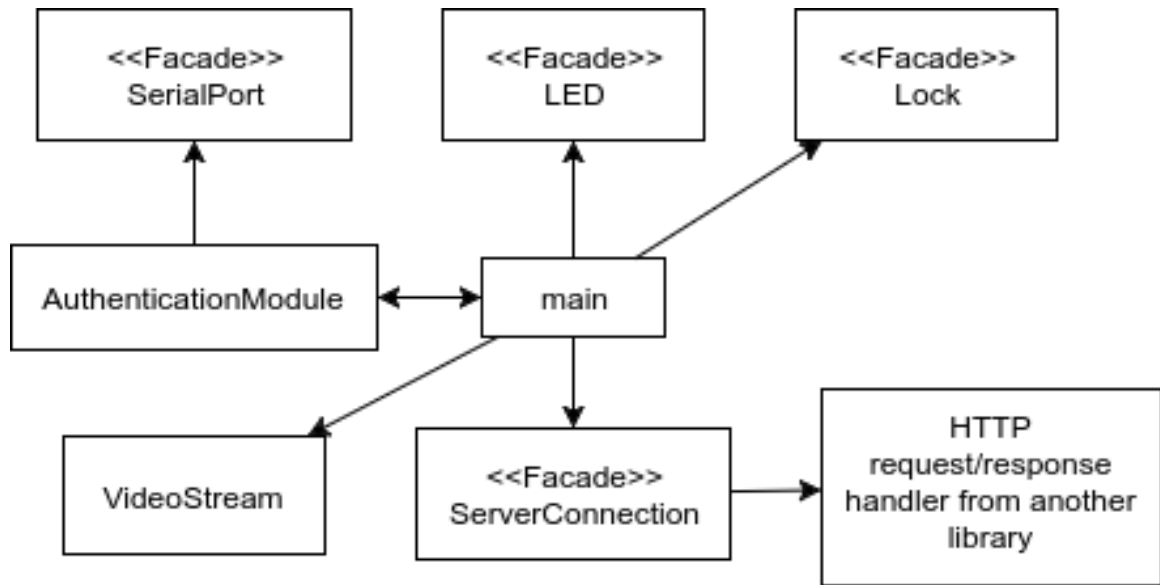 <<Facade>>
SerialPort
<<Facade>>
LED
<<Facade>>
Lock
AuthenticationModule
main
VideoStream
<<Facade>>
ServerConnection
HTTP
request/response
handler from another
library